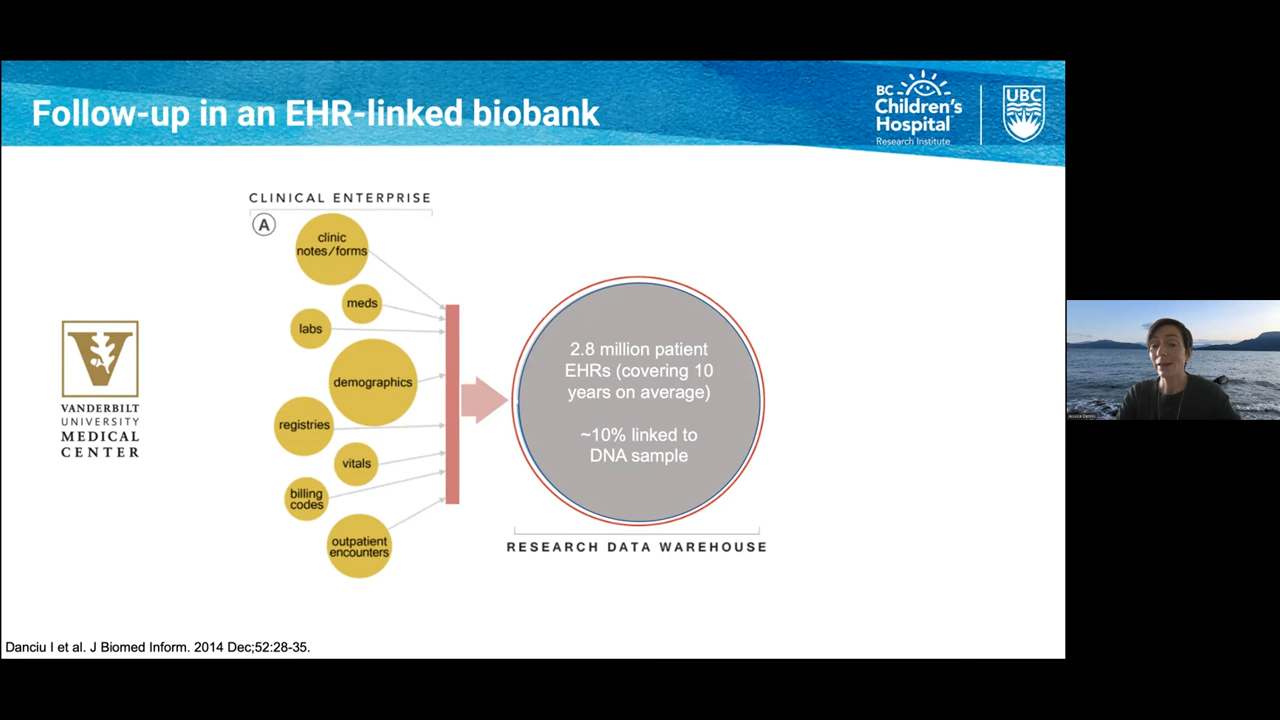 Follow-up in an EHR-linked biobank
BC
Children's
Hospital
Research Institute
UBC
CLINICAL ENTERPRISE
A
clinic
notes/forms
meds
labs
demographics
registries
vitals
billing
codes
outpatient
encounters
2.8 million patient
EHRs (covering 10
years on average)
~10% linked to
DNA sample
RESEARCH DATA WAREHOUSE
V
VANDERBILT
UNIVERSITY
MEDICAL
CENTER
Danciu I et al. J Biomed Inform. 2014 Dec;52:28-35.
Jessica Dennis